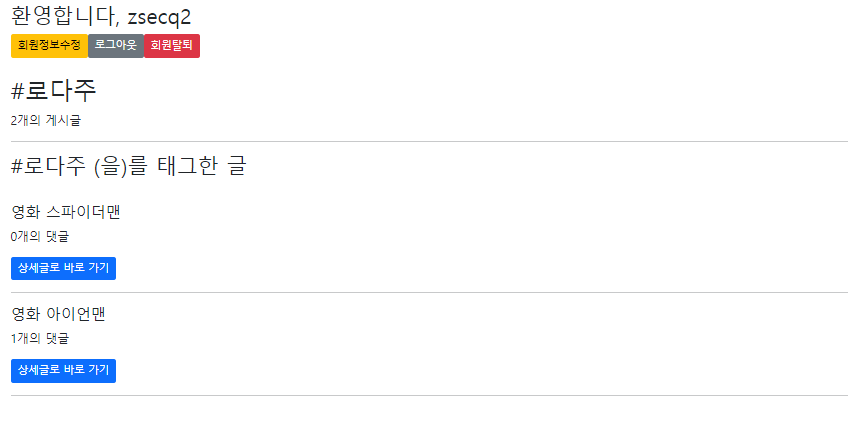 환영합니다, zsecq2
회원정보수정 로그아웃 회원탈퇴
#로다주
2개의 게시글
#로다주 (을)를 태그한 글
영화 스파이더맨
0개의 댓글
상세글로 바로 가기
영화 아이언맨
1개의 댓글
상세글로 바로 가기